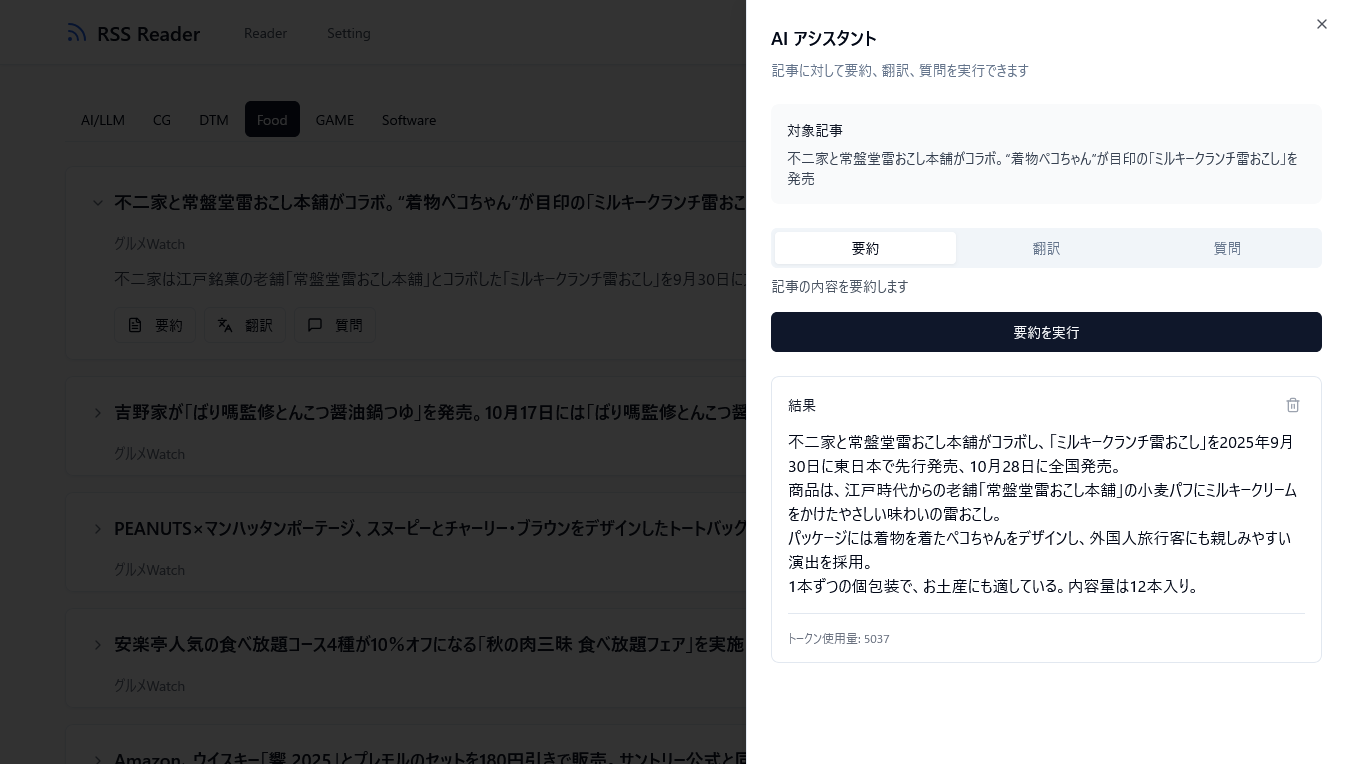 RSS Reader
Reader
Setting
AI/LLM
CG
DTM
Food
GAME
Software
不二家と常盤堂雷おこし本舗がコラボ。“着物ペコちゃん”が目印の「ミルキークランチ雷おこ
グルメWatch
不二家は江戸銘菓の老舗「常盤堂雷おこし本舗」とコラボした「ミルキークランチ雷おこし」を9月30日に
要約
翻訳
質問
吉野家が「ばり嗎監修とんこつ醤油鍋つゆ」を発売。10月17日には「ばり嗎監修とんこつ醤
グルメWatch
PEANUTS×マンハッタンポーテージ、スヌーピーとチャーリー・ブラウンをデザインしたトートバッグ
グルメWatch
安楽亭人気の食べ放題コース4種が10%オフになる「秋の肉三昧 食べ放題フェア」を実施
グルメWatch
Amazon、ウイスキー「響 2025」とプレモルのセットを180円引きで販売。サントリー公式と同
AI アシスタント
記事に対して要約、翻訳、質問を実行できます
対象記事
不二家と常盤堂雷おこし本舗がコラボ。“着物ペコちゃん”が目印の「ミルキークランチ雷おこし」を
発売
要約
翻訳
質問
記事の内容を要約します
要約を実行
結果
不二家と常盤堂雷おこし本舗がコラボし、「ミルキークランチ雷おこし」を2025年9月
30日に東日本で先行発売、10月28日に全国発売。
商品は、江戸時代からの老舗「常盤堂雷おこし本舗」の小麦パフにミルキークリーム
をかけたやさしい味わいの雷おこし。
パッケージには着物を着たペコちゃんをデザインし、外国人旅行客にも親しみやすい
演出を採用。
1本ずつの個包装で、お土産にも適している。内容量は12本入り。
トークン使用量: 5037